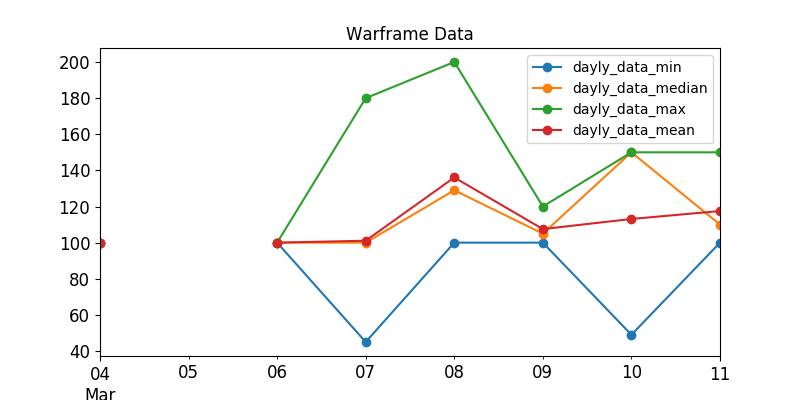 Warframe Data
dayly_data_min
dayly_data_median
dayly_data_max
dayly_data_mean
200
180
160
140
120
100
80
60
40
04 05 06 07 08 09 10 11
Mar